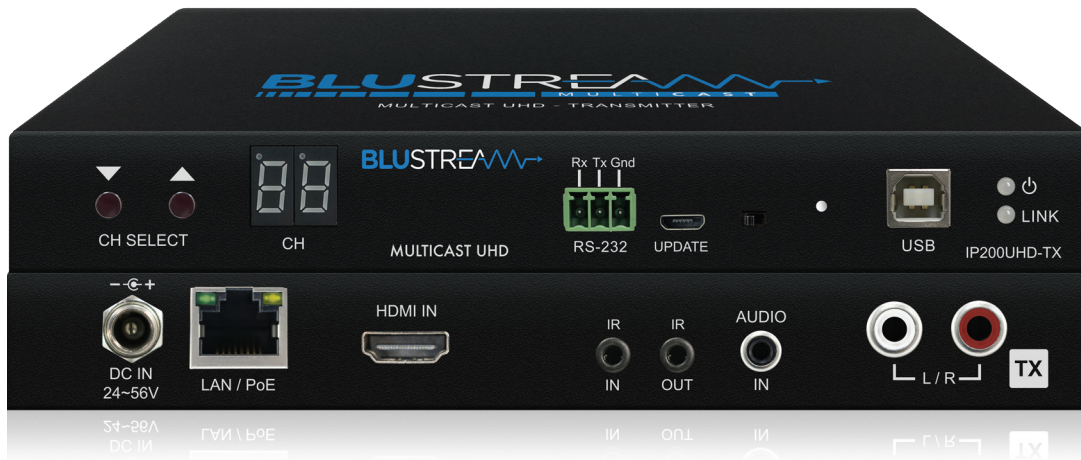 BLUSTREAM
MULTICAST
MULTICAST UHD - TRANSMITTER
CH SELECT
CH
BLUSTREAM
MULTICAST UHD
Rx Tx Gnd
RS-232
UPDATE
USB
LINK
IP200UHD-TX
- +
DC IN
24~56V
LAN / PoE
HDMI IN
IR
IN
IR
OUT
AUDIO
IN
L / R
TX